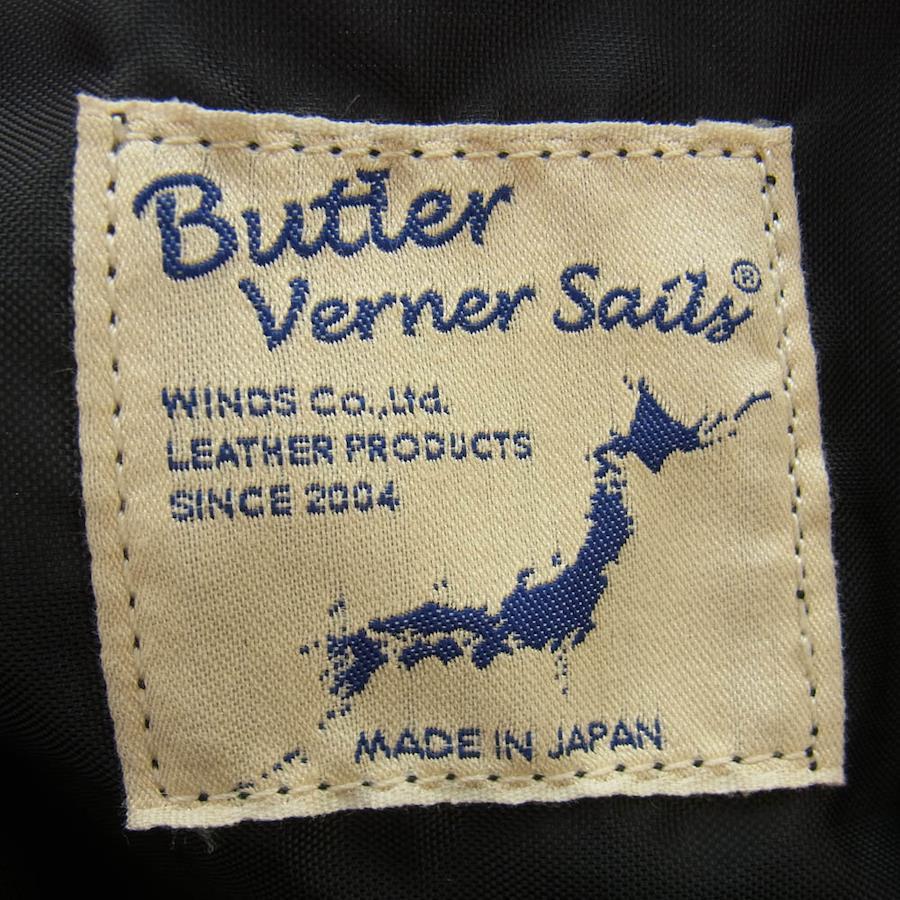 Butler
Verner Sails®
WINDS Co.,Ltd.
LEATHER PRODUCTS
SINCE 2004
MADE IN JAPAN